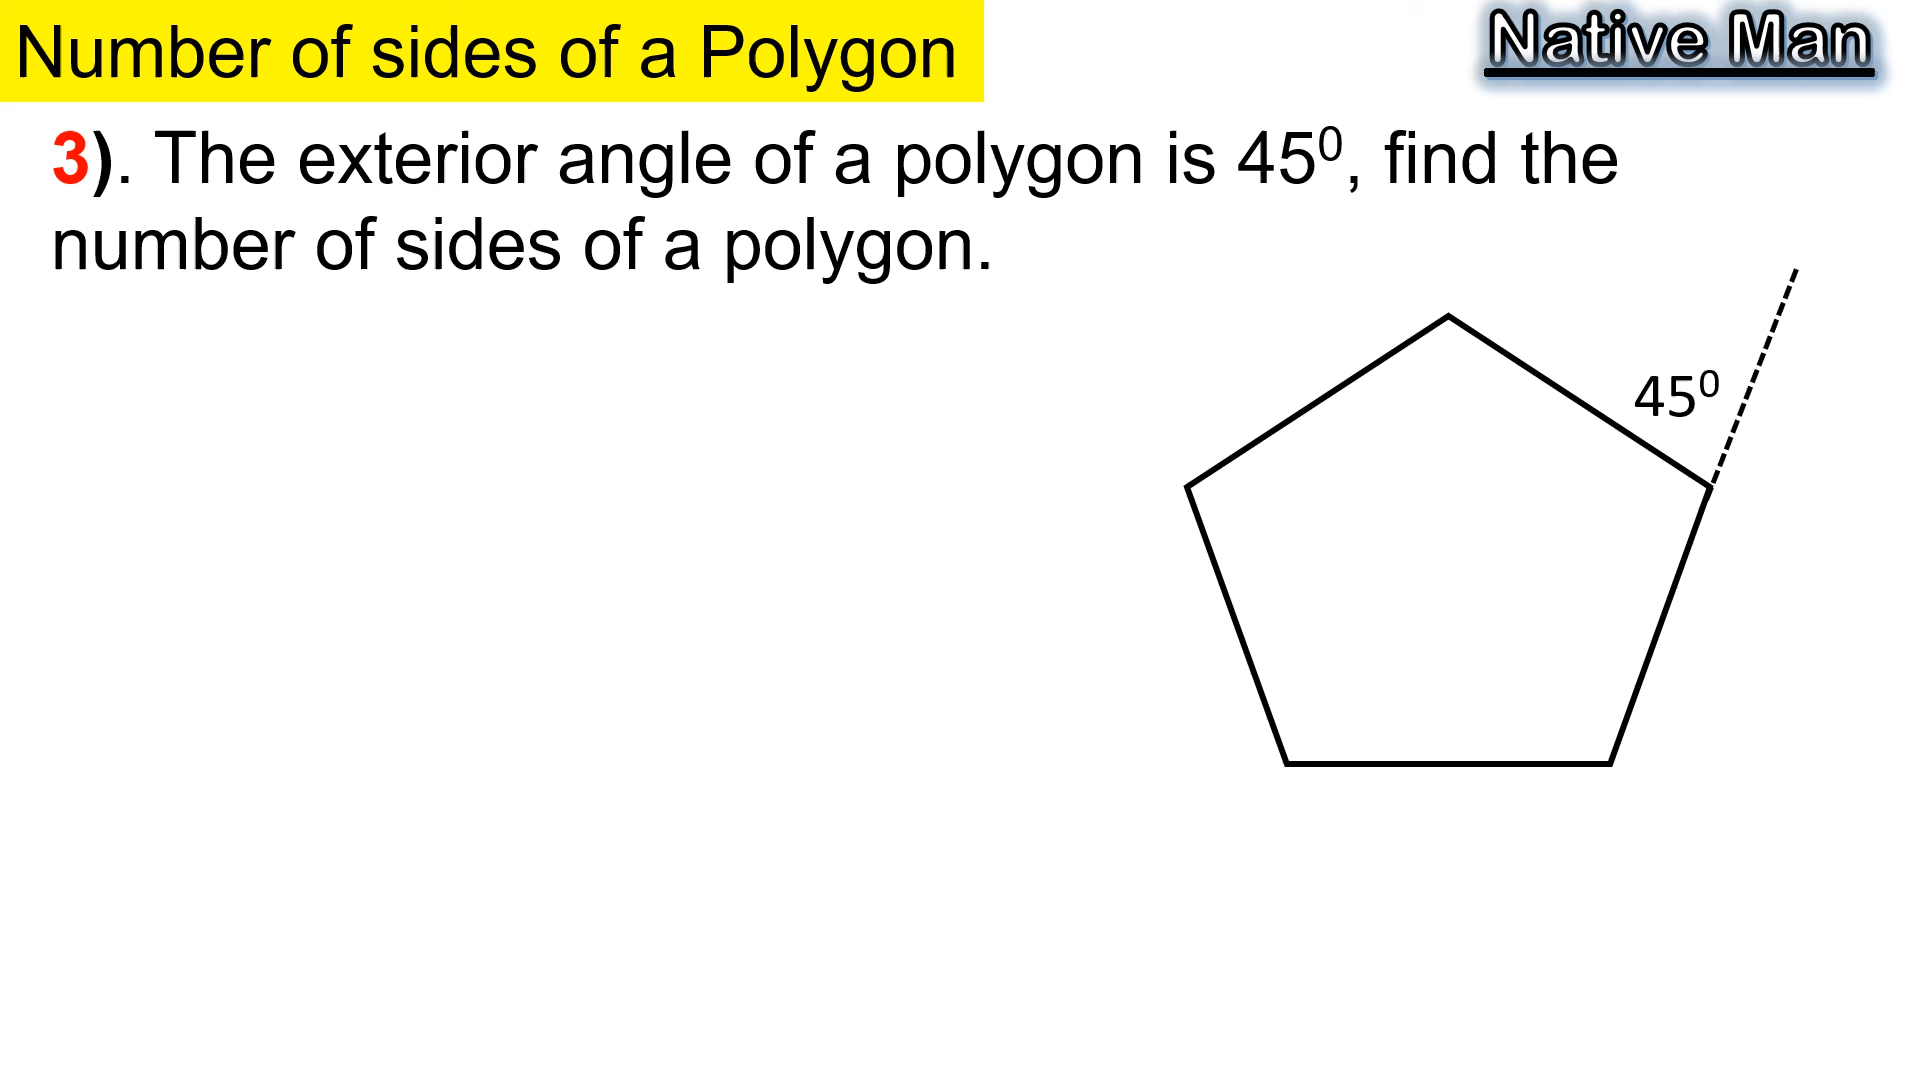 Number of sides of a Polygon
Native Man
3). The exterior angle of a polygon is 45⁰, find the
number of sides of a polygon.
45⁰